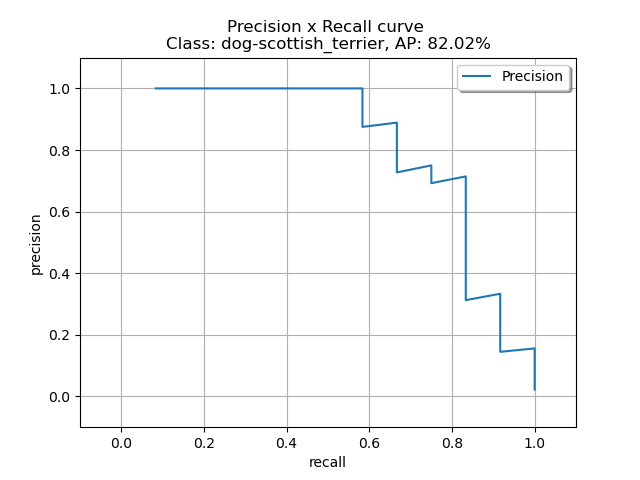 Precision x Recall curve
Class: dog-scottish_terrier, AP: 82.02%
Precision
1.0
0.8
0.6
0.4
0.2
0.0
precision
0.0 0.2 0.4 0.6 0.8 1.0
recall